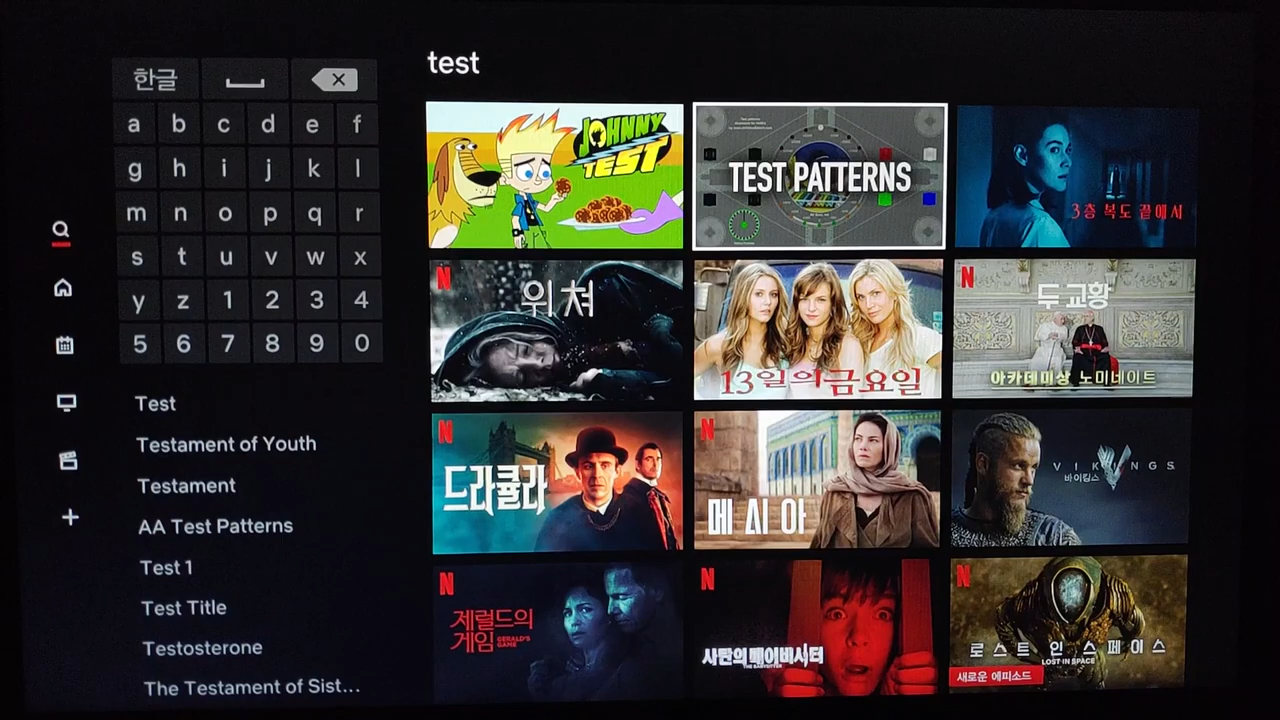 test
한글
a b c d e f
g h i j k l
m n o p q r
s t u v w x
y z 1 2 3 4
5 6 7 8 9 0
Test
Testament of Youth
Testament
AA Test Patterns
Test 1
Test Title
Testosterone
The Testament of Sist...
JOHNNY
TEST
TEST PATTERNS
3층 복도 끝에서
N
위쳐
13일의금요일
N
두 교황
아카데미상 노미네이트
N
드라큘라
N
메시아
VIKINGS
바이킹스
N
제럴드의
게임 GERALD'S
GAME
N
사탄의 베이비시터
THE BABYSITTER
N
로스트 인 스페이스
LOST IN SPACE
새로운 에피소드